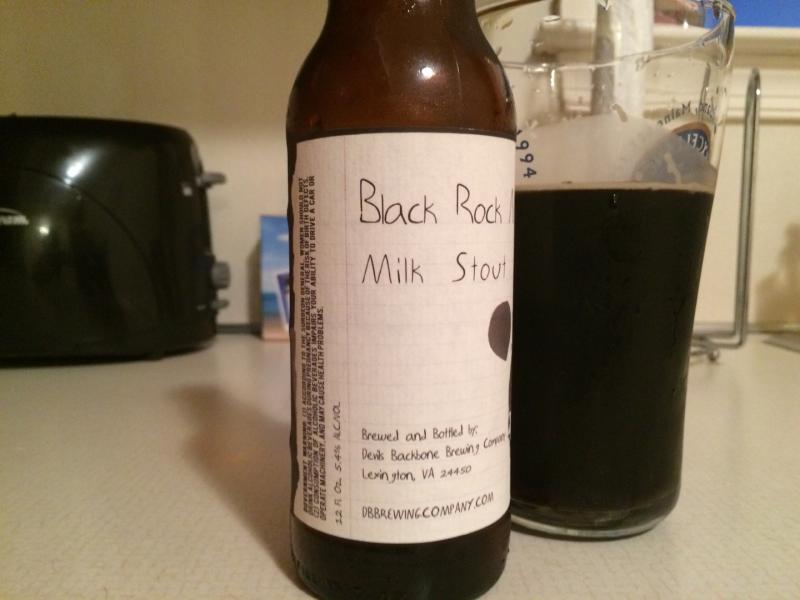 Black Rock
Milk Stout
GOVERNMENT WARNING: (1) ACCORDING TO THE SURGEON GENERAL, WOMEN SHOULD NOT
DRINK ALCOHOLIC BEVERAGES DURING PREGNANCY BECAUSE OF THE RISK OF BIRTH DEFECTS.
(2) CONSUMPTION OF ALCOHOLIC BEVERAGES IMPAIRS YOUR ABILITY TO DRIVE A CAR OR
OPERATE MACHINERY, AND MAY CAUSE HEALTH PROBLEMS.
12 Fl Oz 5.4% ALC/VOL
Brewed and Bottled by:
Devils Backbone Brewing Company
Lexington, VA 24450
DBBREWINGCOMPANY.COM
1994
Maine